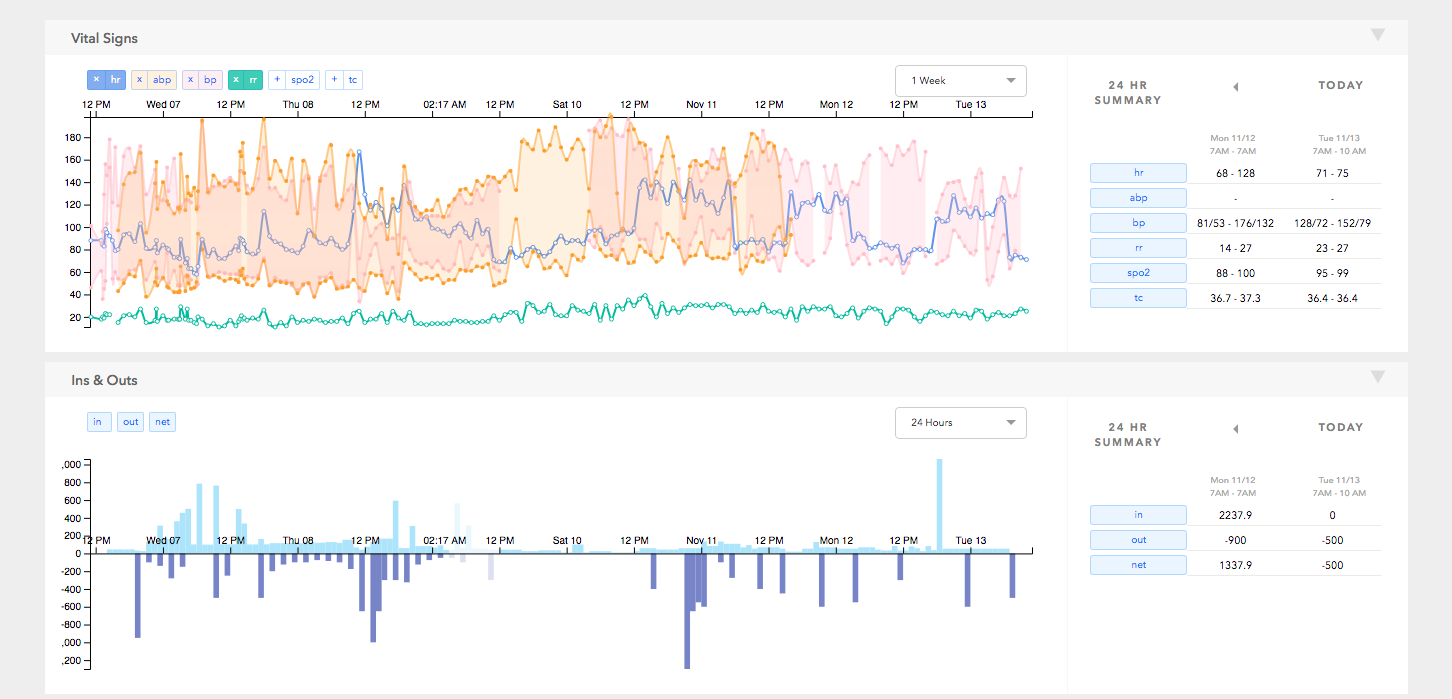 Vital Signs
x hr x abp x bp x rr + spo2 + tc
1 Week
12 PM Wed 07 12 PM Thu 08 12 PM 02:17 AM 12 PM Sat 10 12 PM Nov 11 12 PM Mon 12 12 PM Tue 13
180
160
140
120
100
80
60
40
20
24 HR SUMMARY TODAY
Mon 11/12 Tue 11/13
7AM - 7AM 7AM - 10 AM
hr 68 - 128 71 - 75
abp - -
bp 81/53 - 176/132 128/72 - 152/79
rr 14 - 27 23 - 27
spo2 88 - 100 95 - 99
tc 36.7 - 37.3 36.4 - 36.4
Ins & Outs
in out net
24 Hours
,000
800
600
400
200
12 PM Wed 07 12 PM Thu 08 12 PM 02:17 AM 12 PM Sat 10 12 PM Nov 11 12 PM Mon 12 12 PM Tue 13
0
-200
-400
-600
-800
,000
,200
24 HR SUMMARY TODAY
Mon 11/12 Tue 11/13
7AM - 7AM 7AM - 10 AM
in 2237.9 0
out -900 -500
net 1337.9 -500